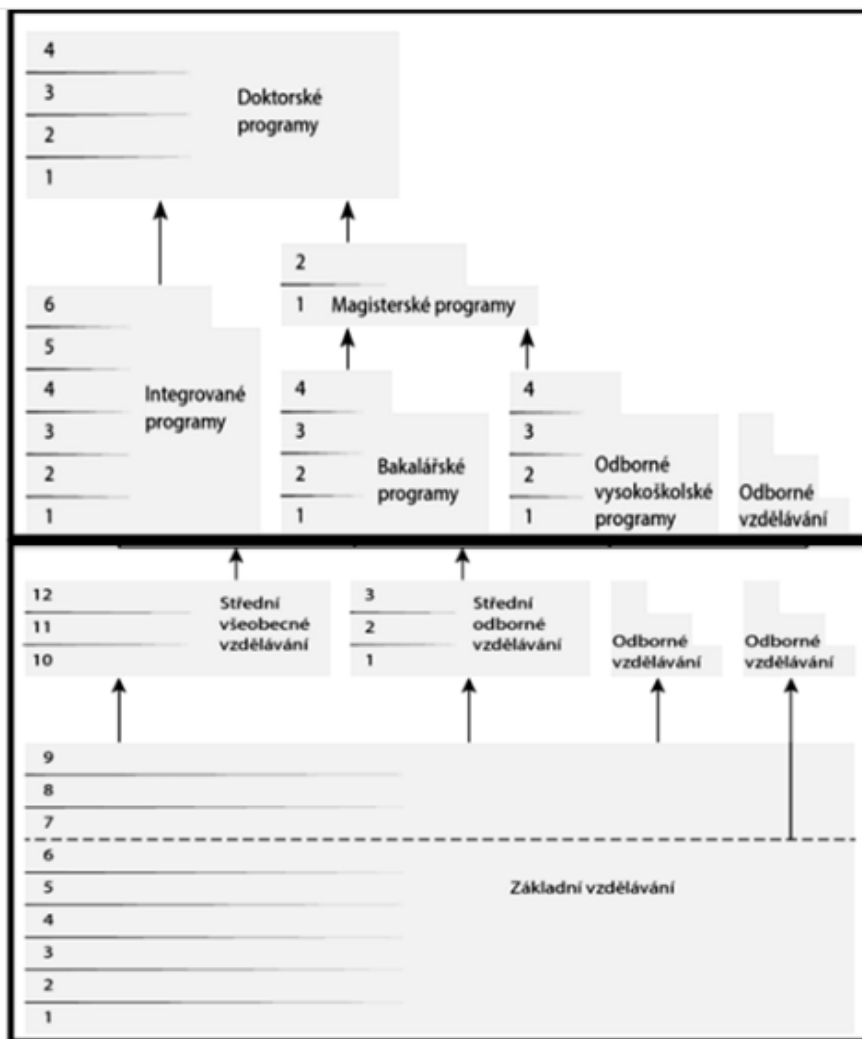 4
3
2
1
Doktorské
programy
2
1 Magisterské programy
6
5
4
3
2
1
Integrované
programy
4
3
2
1
Bakalářské
programy
4
3
2
1
Odborné
vysokoškolské
programy
Odborné
vzdělávání
12
11
10
Střední
všeobecné
vzdělávání
3
2
1
Střední
odborné
vzdělávání
Odborné
vzdělávání
Odborné
vzdělávání
9
8
7
6
5
4
3
2
1
Základní vzdělávání